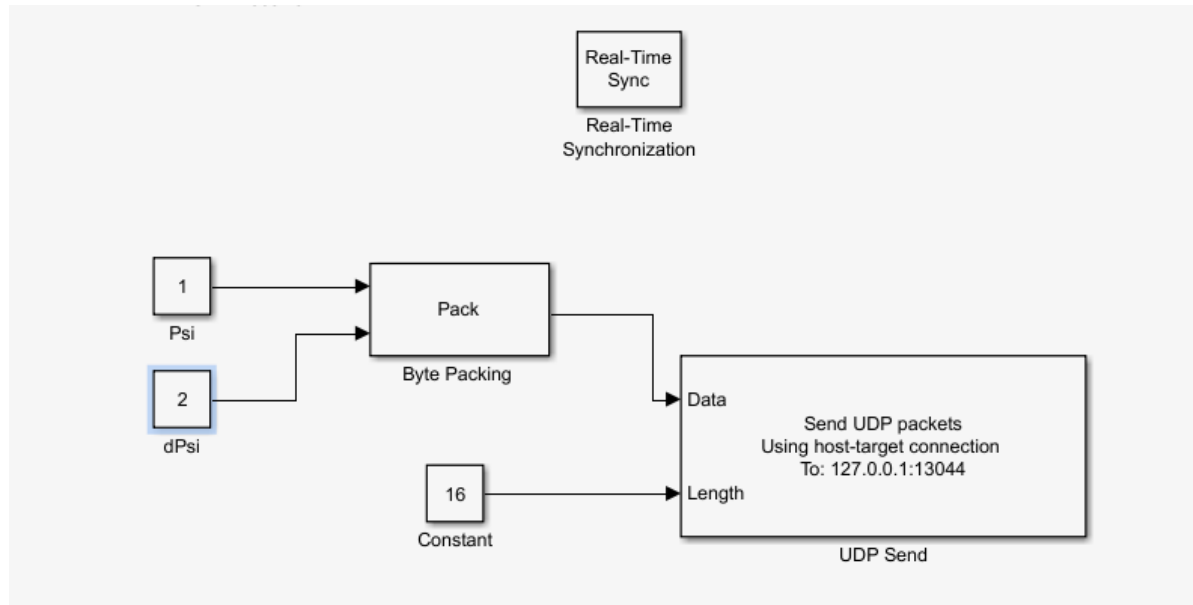 Real-Time
Sync
Real-Time
Synchronization
1
Psi
Pack
Byte Packing
2
dPsi
Data
Send UDP packets
Using host-target connection
To: 127.0.0.1:13044
16
Length
Constant
UDP Send